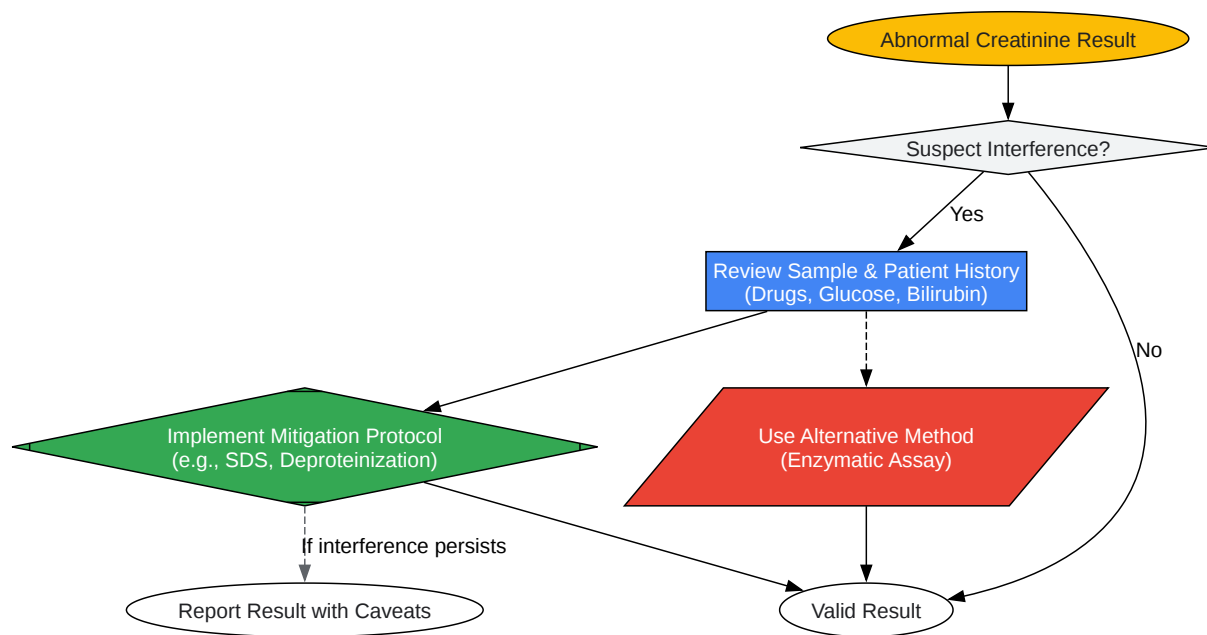 Abnormal Creatinine Result
Suspect Interference?
Yes
Review Sample & Patient History
(Drugs, Glucose, Bilirubin)
No
Implement Mitigation Protocol
(e.g., SDS, Deproteinization)
Use Alternative Method
(Enzymatic Assay)
If interference persists
Report Result with Caveats
Valid Result